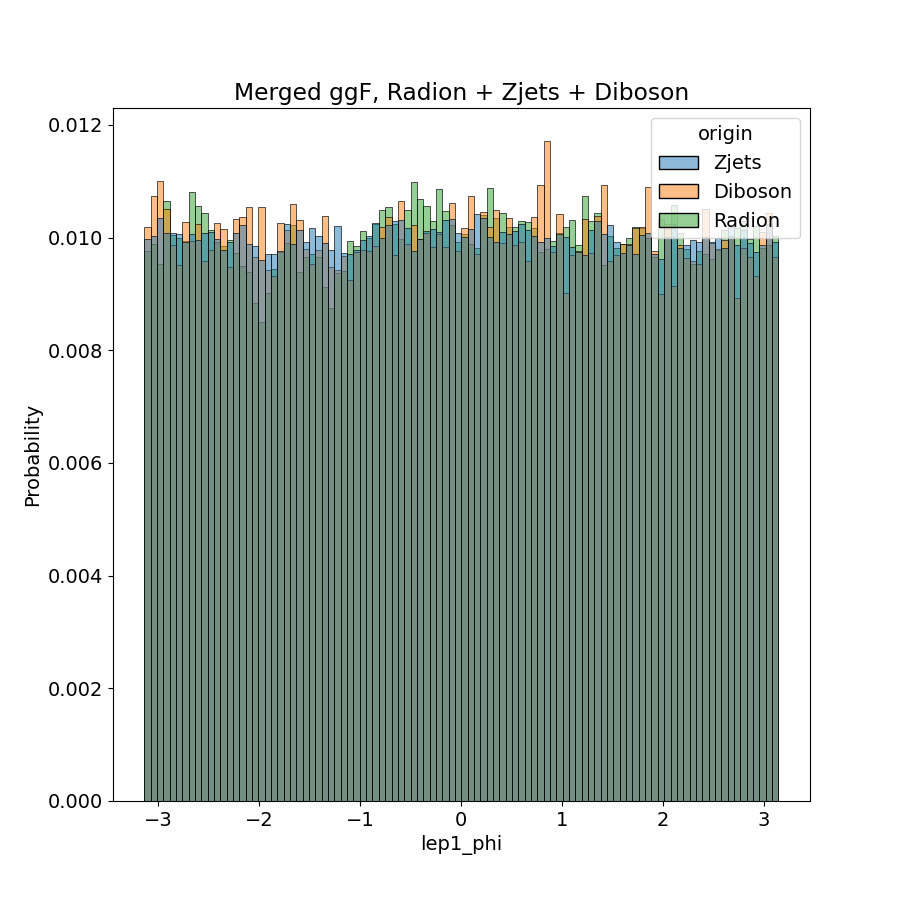 Merged ggF, Radion + Zjets + Diboson
origin
Zjets
Diboson
Radion
Probability
0.012
0.010
0.008
0.006
0.004
0.002
0.000
−3 −2 −1 0 1 2 3
lep1_phi